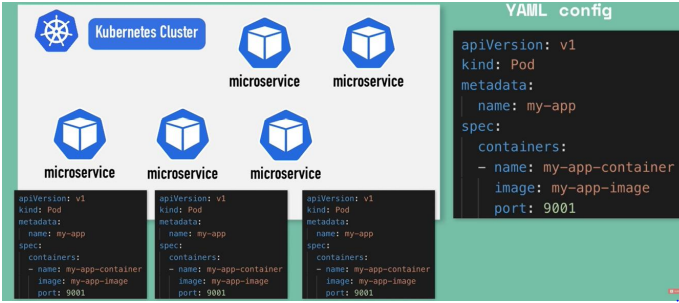 Kubernetes Cluster
microservice
microservice
microservice
microservice
microservice
apiVersion: v1
kind: Pod
metadata:
name: my-app
spec:
containers:
- name: my-app-container
image: my-app-image
port: 9001
apiVersion: v1
kind: Pod
metadata:
name: my-app
spec:
containers:
- name: my-app-container
image: my-app-image
port: 9001
apiVersion: v1
kind: Pod
metadata:
name: my-app
spec:
containers:
- name: my-app-container
image: my-app-image
port: 9001
YAML config
apiVersion: v1
kind: Pod
metadata:
name: my-app
spec:
containers:
- name: my-app-container
image: my-app-image
port: 9001